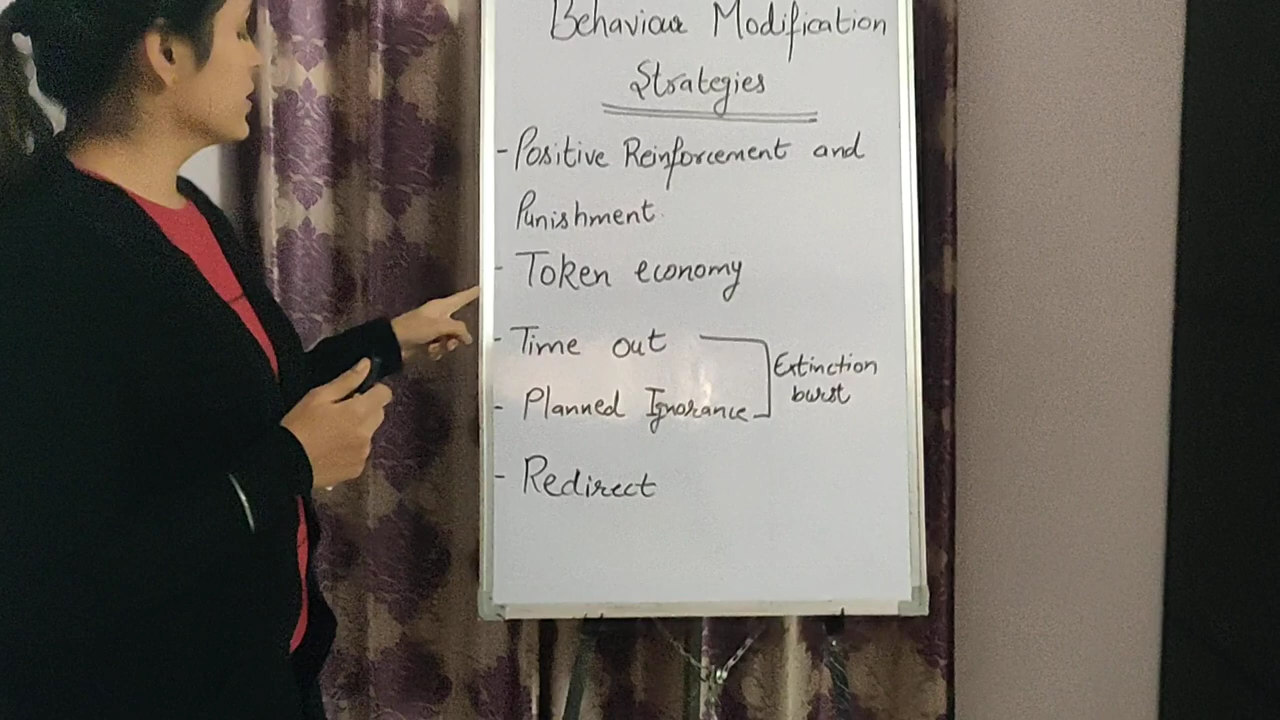 Behaviour Modification
Strategies
- Positive Reinforcement and
Punishment.
- Token economy
- Time out
Extinction
burst
- Planned Ignorance
- Redirect